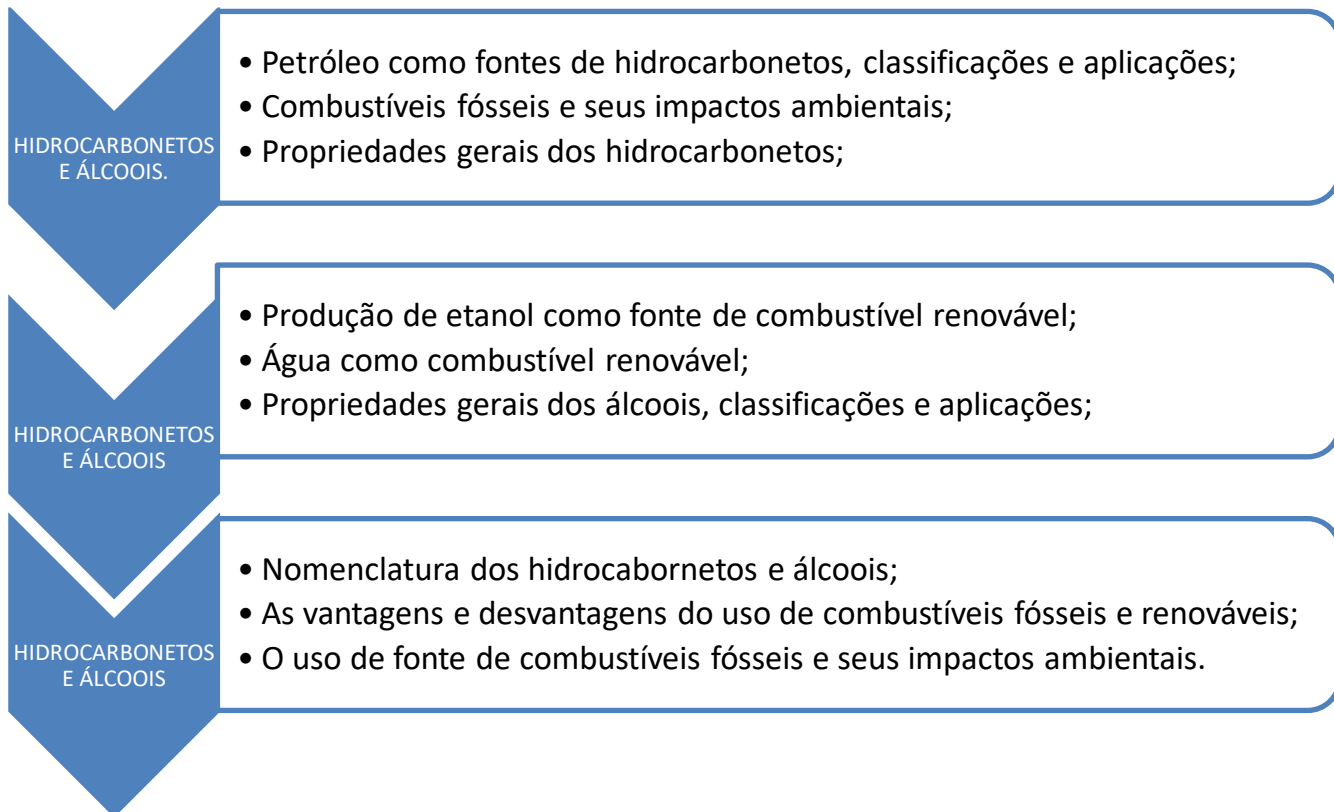 HIDROCARBONETOS
E ÁLCOOIS.
• Petróleo como fontes de hidrocarbonetos, classificações e aplicações;
• Combustíveis fósseis e seus impactos ambientais;
• Propriedades gerais dos hidrocarbonetos;
HIDROCARBONETOS
E ÁLCOOIS
• Produção de etanol como fonte de combustível renovável;
• Água como combustível renovável;
• Propriedades gerais dos álcoois, classificações e aplicações;
HIDROCARBONETOS
E ÁLCOOIS
• Nomenclatura dos hidrocabornetos e álcoois;
• As vantagens e desvantagens do uso de combustíveis fósseis e renováveis;
• O uso de fonte de combustíveis fósseis e seus impactos ambientais.